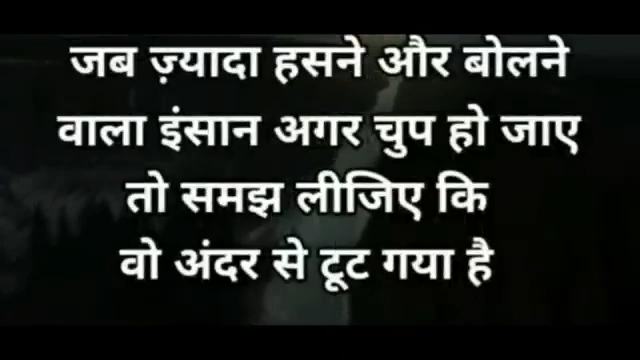 जब ज़्यादा हसने और बोलने
वाला इंसान अगर चुप हो जाए
तो समझ लीजिए कि
वो अंदर से टूट गया है